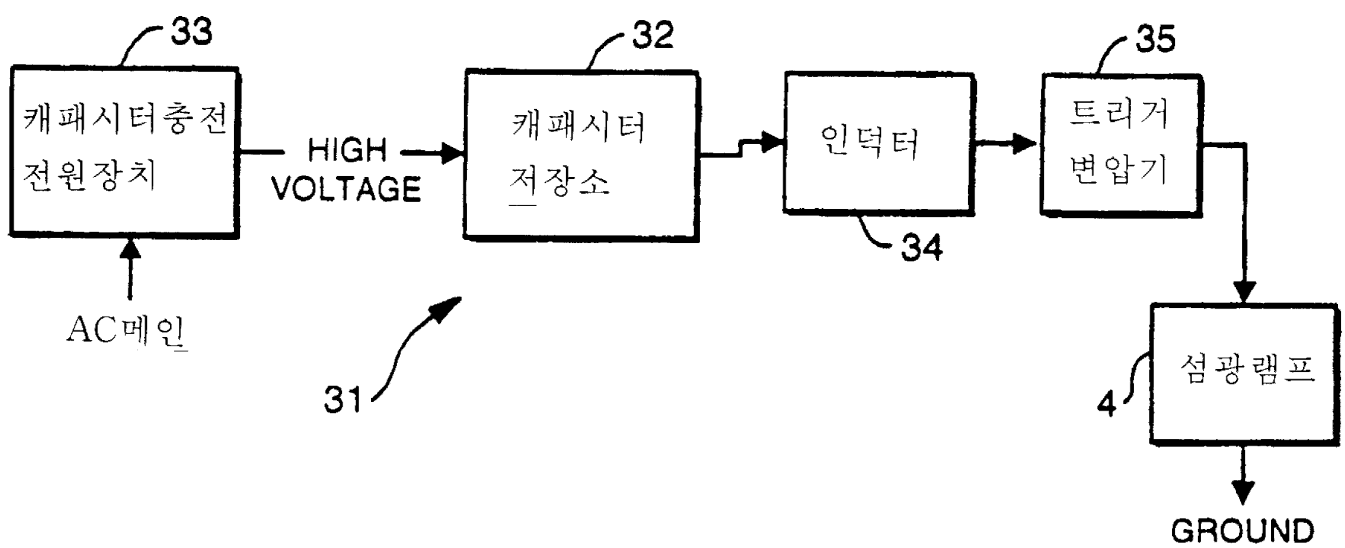 33
캐패시터충전
전원장치
HIGH
VOLTAGE
AC메인
32
캐패시터
저장소
인덕터
34
35
트리거
변압기
31
4
섬광램프
GROUND